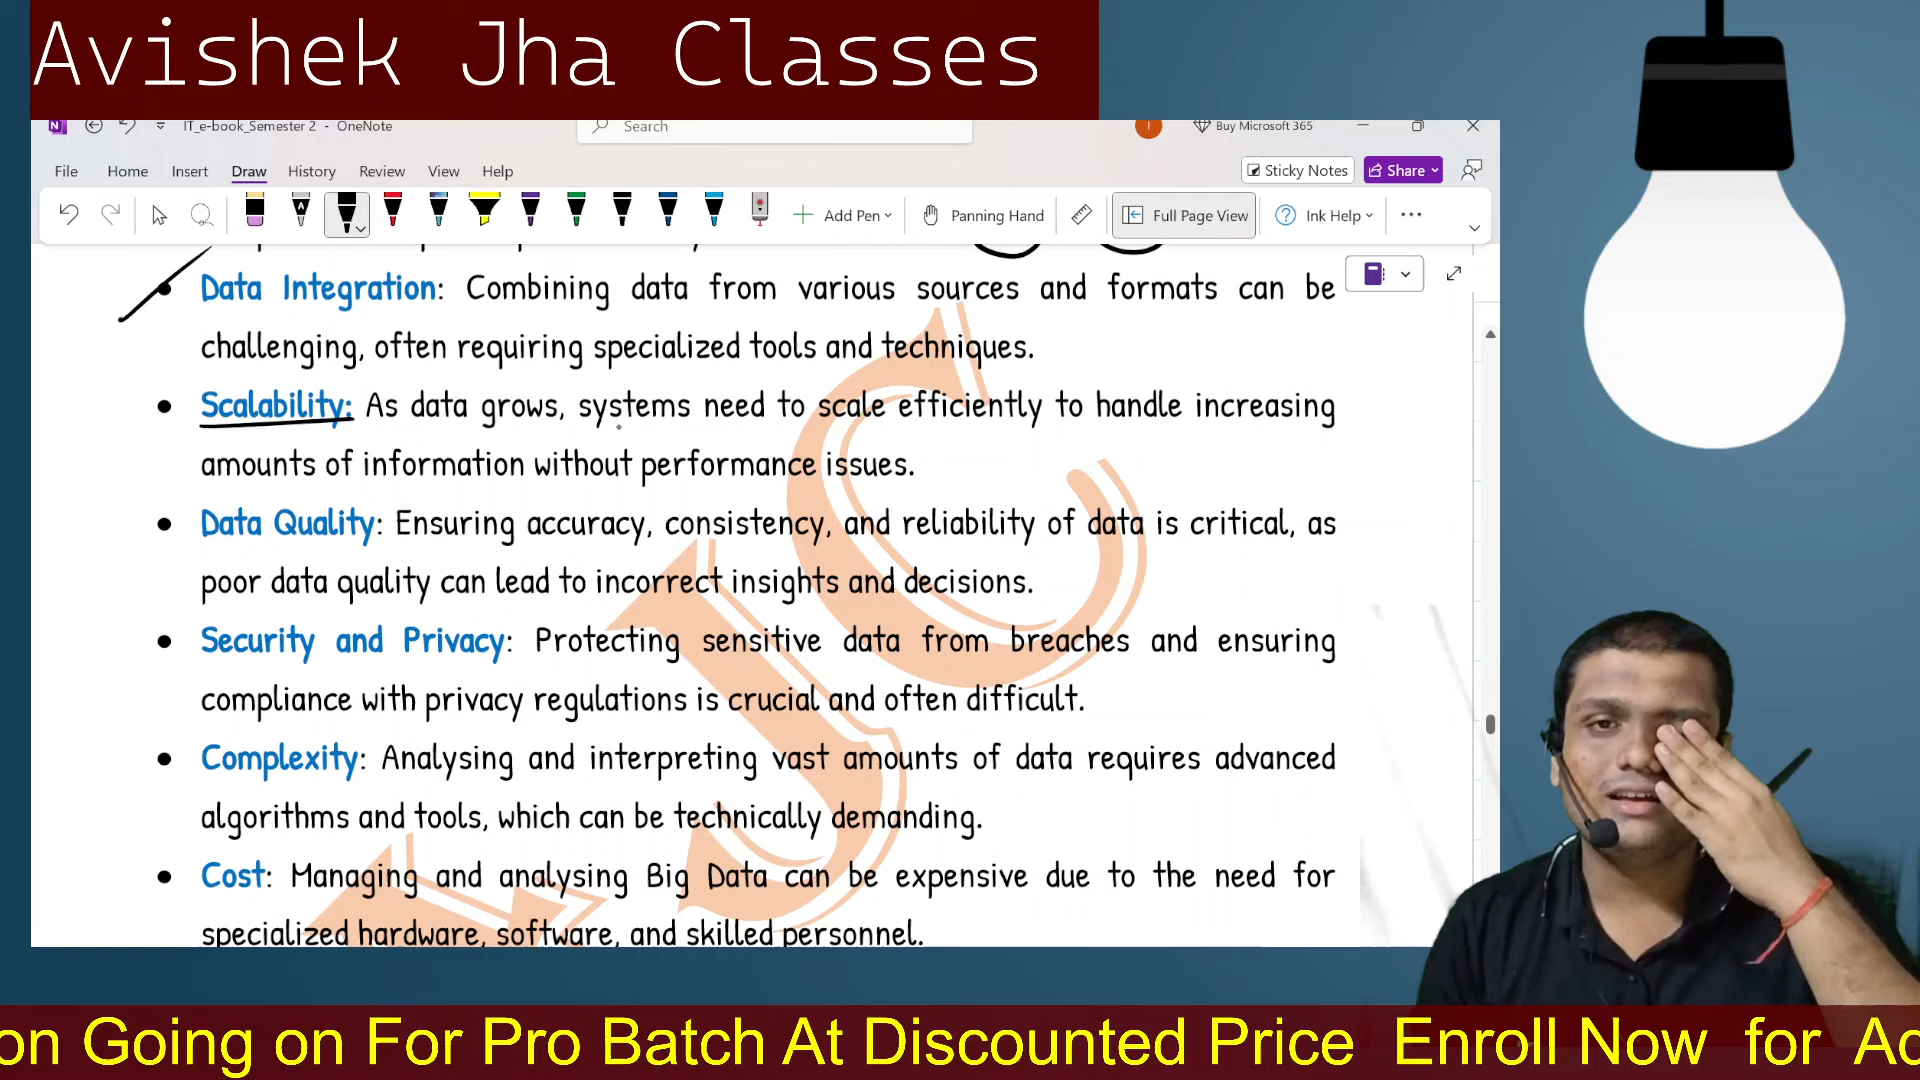 Avishek Jha Classes
IT_e-book_Semester 2 - OneNote
Search
Buy Microsoft 365
File Home Insert Draw History Review View Help
Sticky Notes
Share
Add Pen
Panning Hand
Full Page View
Ink Help
• Data Integration: Combining data from various sources and formats can be
challenging, often requiring specialized tools and techniques.
• Scalability: As data grows, systems need to scale efficiently to handle increasing
amounts of information without performance issues.
• Data Quality: Ensuring accuracy, consistency, and reliability of data is critical, as
poor data quality can lead to incorrect insights and decisions.
• Security and Privacy: Protecting sensitive data from breaches and ensuring
compliance with privacy regulations is crucial and often difficult.
• Complexity: Analysing and interpreting vast amounts of data requires advanced
algorithms and tools, which can be technically demanding.
• Cost: Managing and analysing Big Data can be expensive due to the need for
specialized hardware, software, and skilled personnel.
JC
on Going on For Pro Batch At Discounted Price Enroll Now for Ad